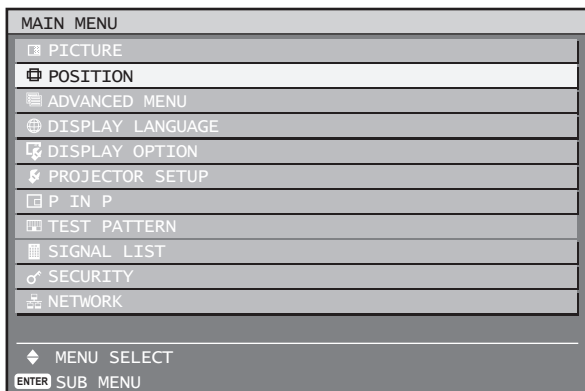 MAIN MENU
PICTURE
POSITION
ADVANCED MENU
DISPLAY LANGUAGE
DISPLAY OPTION
PROJECTOR SETUP
P IN P
TEST PATTERN
SIGNAL LIST
SECURITY
NETWORK
MENU SELECT
ENTER SUB MENU